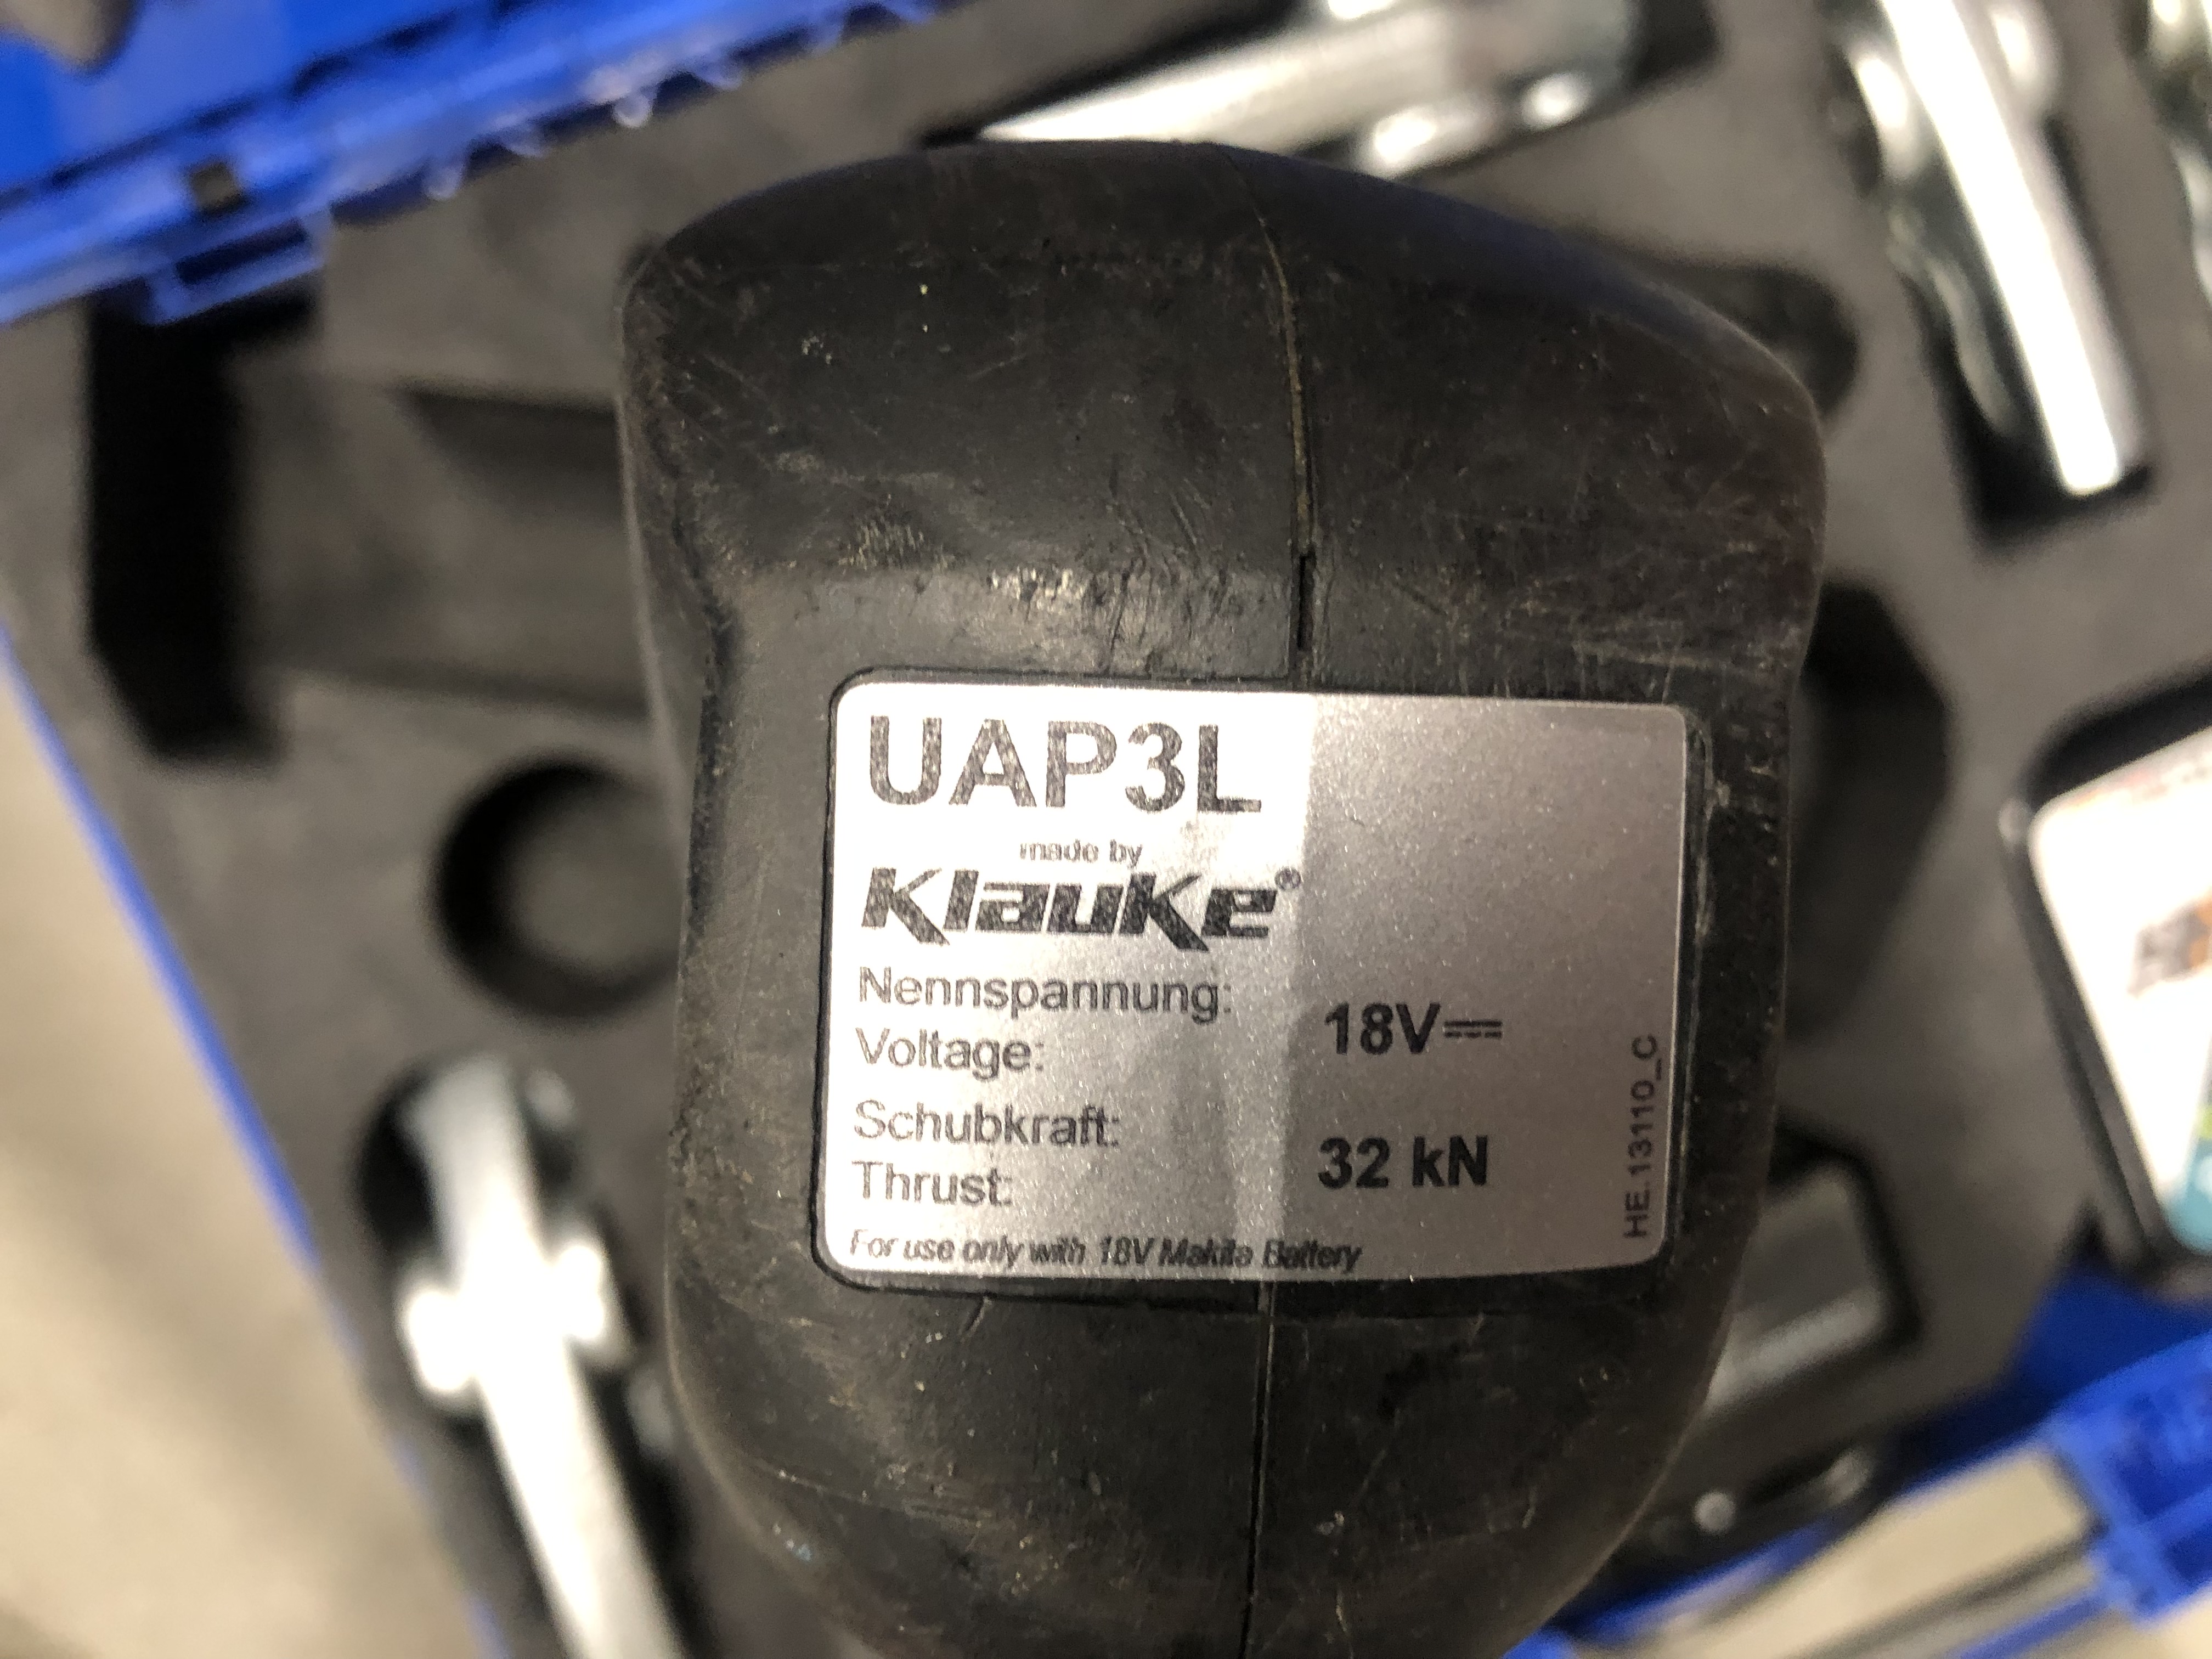 UAP3L
made by
Klauke®
Nennspannung:
Voltage:
18V
Schubkraft:
Thrust:
32 kN
For use only with 18V Makita Battery
HE.13110_C